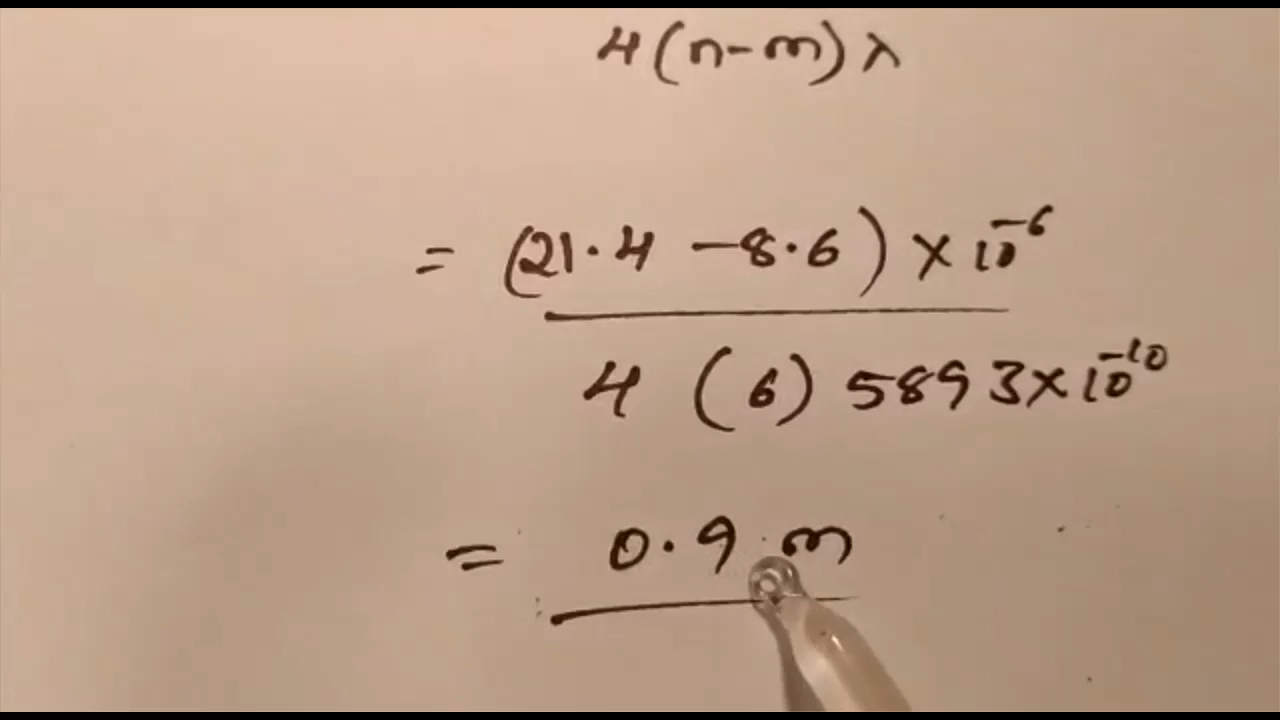 4(n-m)λ
= (21.4 -8.6) × 10⁻⁶
4 (6) 5893×10⁻¹⁰
= 0.9 m